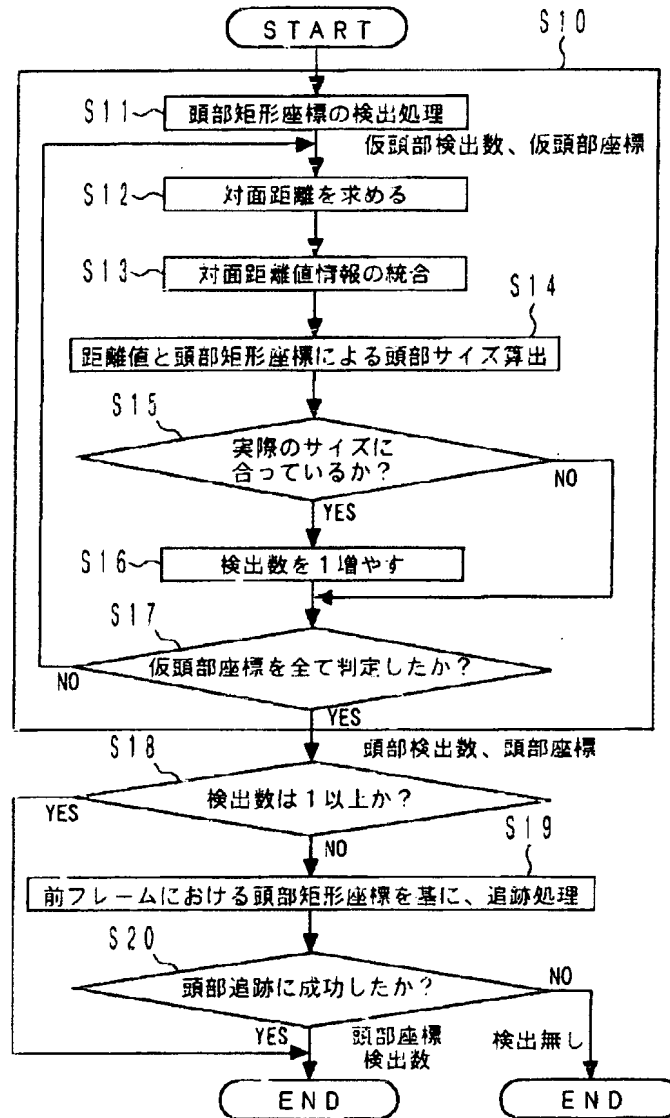 START
S10
S11
頭部矩形座標の検出処理
仮頭部検出数、仮頭部座標
S12
対面距離を求める
S13
対面距離値情報の統合
S14
距離値と頭部矩形座標による頭部サイズ算出
S15
実際のサイズに
合っているか?
NO
YES
S16
検出数を1増やす
S17
仮頭部座標を全て判定したか?
NO
YES
頭部検出数、頭部座標
S18
検出数は1以上か?
YES
NO
S19
前フレームにおける頭部矩形座標を基に、追跡処理
S20
頭部追跡に成功したか?
NO
YES
頭部座標
検出数
検出無し
END
END